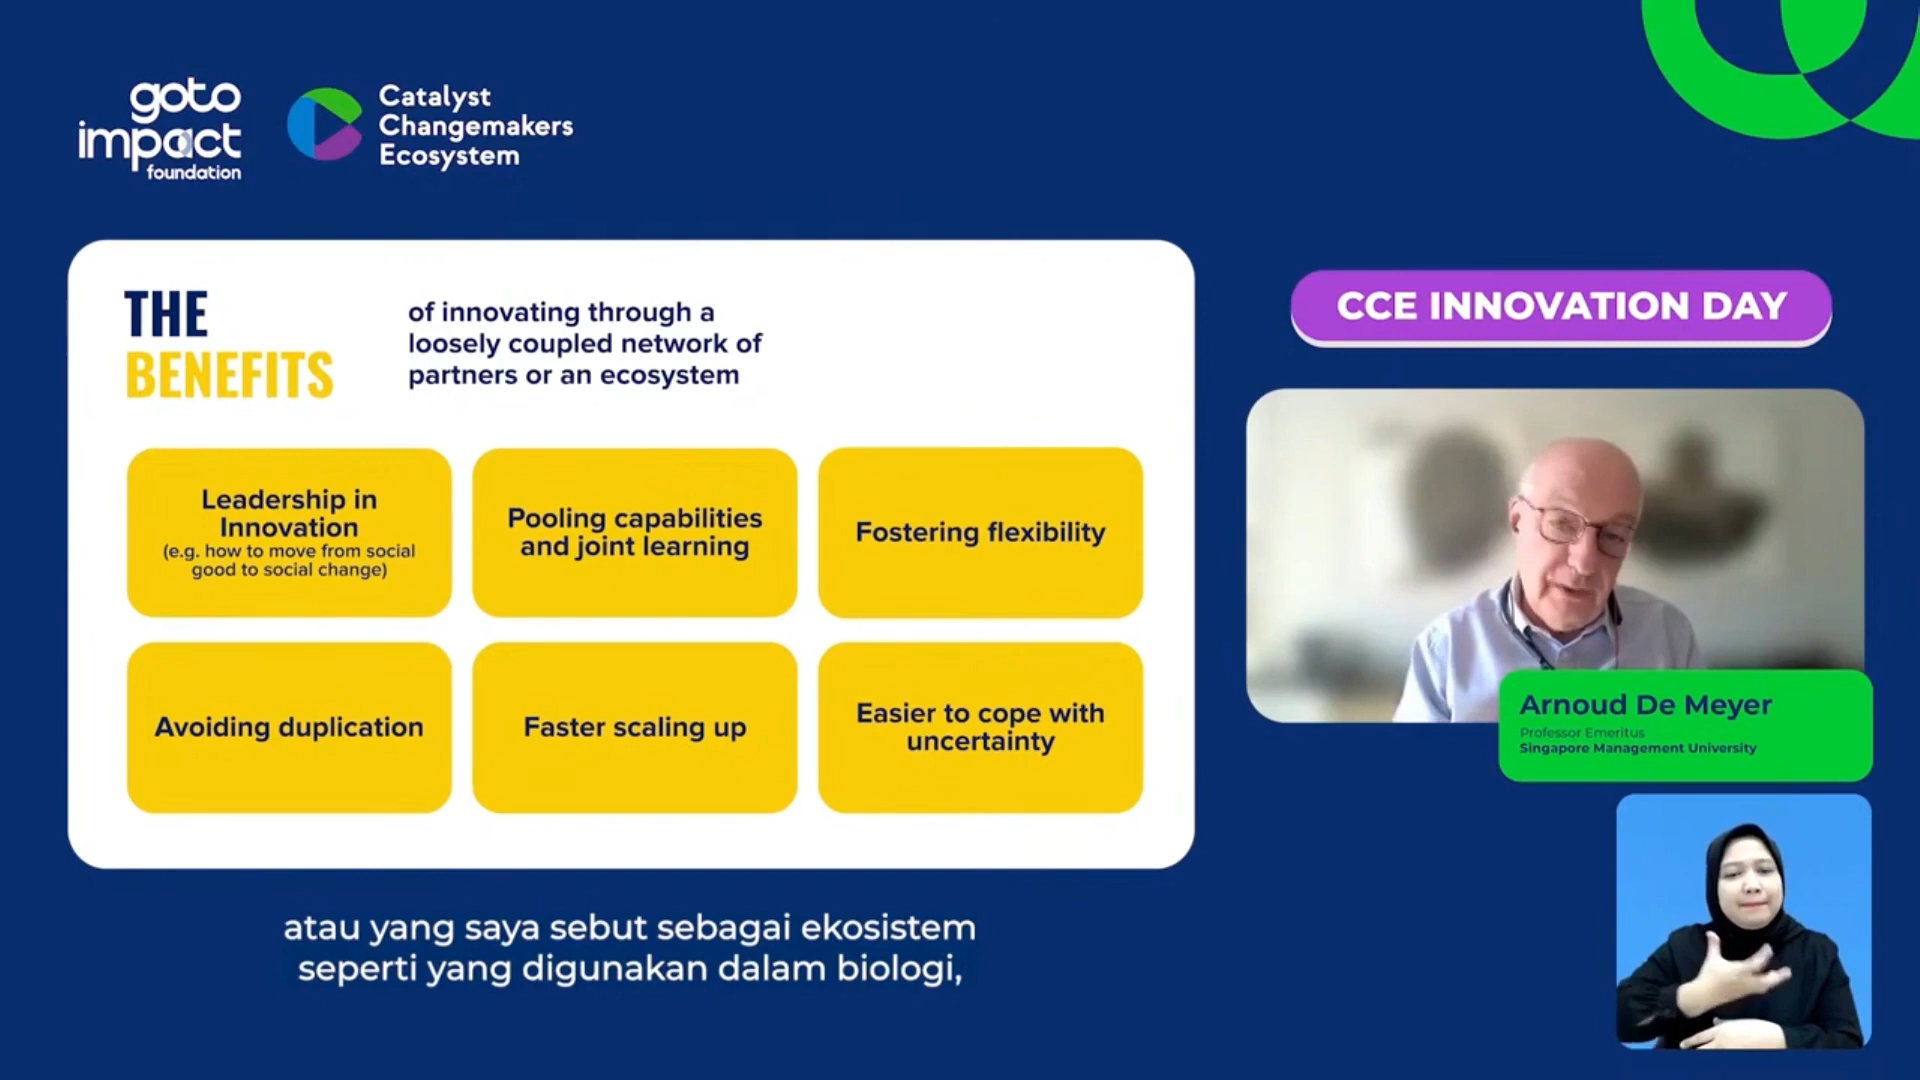 goto
impact
foundation
Catalyst
Changemakers
Ecosystem
THE
BENEFITS
of innovating through a
loosely coupled network of
partners or an ecosystem
Leadership in
Innovation
(e.g. how to move from social
good to social change)
Pooling capabilities
and joint learning
Fostering flexibility
Avoiding duplication
Faster scaling up
Easier to cope with
uncertainty
CCE INNOVATION DAY
Arnoud De Meyer
Professor Emeritus
Singapore Management University
atau yang saya sebut sebagai ekosistem
seperti yang digunakan dalam biologi,